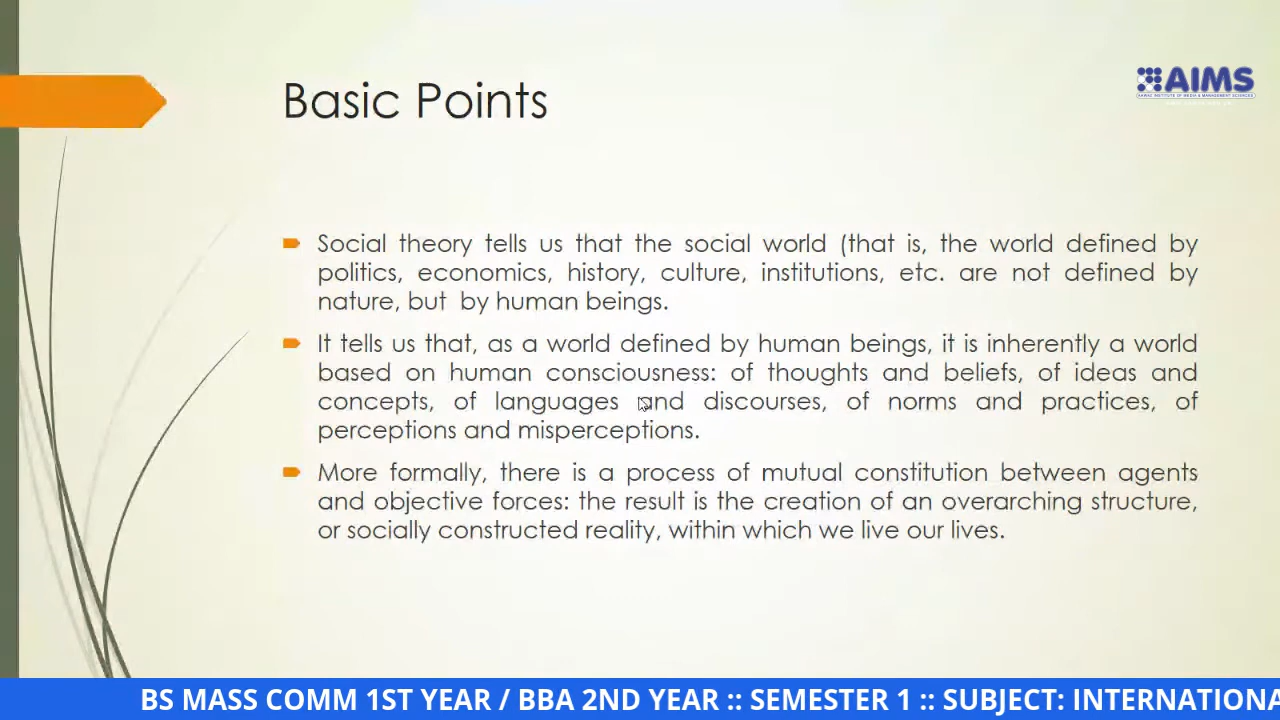 Basic Points
AIMS
Social theory tells us that the social world (that is, the world defined by
politics, economics, history, culture, institutions, etc. are not defined by
nature, but by human beings.
It tells us that, as a world defined by human beings, it is inherently a world
based on human consciousness: of thoughts and beliefs, of ideas and
concepts, of languages and discourses, of norms and practices, of
perceptions and misperceptions.
More formally, there is a process of mutual constitution between agents
and objective forces: the result is the creation of an overarching structure,
or socially constructed reality, within which we live our lives.
BS MASS COMM 1ST YEAR / BBA 2ND YEAR :: SEMESTER 1 :: SUBJECT: INTERNATIONA